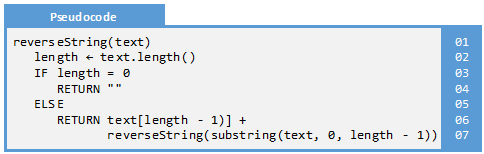 Pseudocode
reverseString(text) 01
length ← text.length() 02
IF length = 0 03
RETURN "" 04
ELSE 05
RETURN text[length - 1)] + 06
reverseString(substring(text, 0, length - 1)) 07